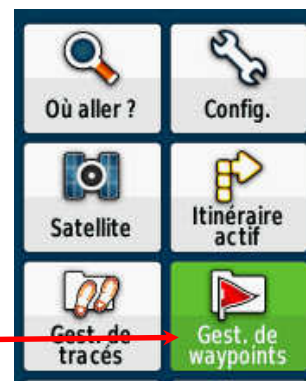 Où aller ?
Config.
Satellite
Itinéraire
actif
Gest. de
tracés
Gest. de
waypoints